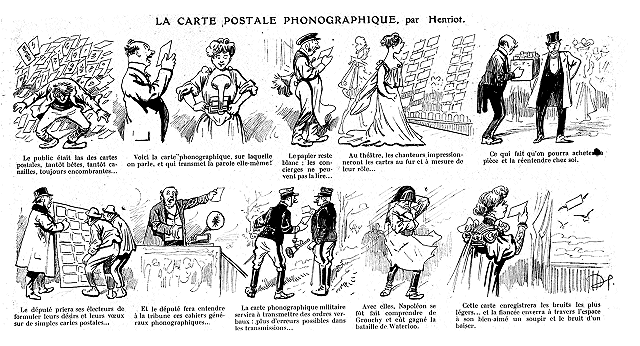 LA CARTE POSTALE PHONOGRAPHIQUE, par Henriot.
Le public était las des cartes
postales, tantôt bêtes, tantôt ca-
nailles, toujours encombrantes...
Voici la carte phonographique, sur laquelle
on parle, et qui transmet la parole elle-même!
Le papier reste
blanc : les con-
cierges ne peu-
vent pas la lire...
Au théâtre, les chanteurs impression-
neront les cartes au fur et à mesure de
leur rôle...
Ce qui fait qu'on pourra acheter la
pièce et la réentendre chez soi.
Le député priera ses électeurs de
formuler leurs désirs et leurs vœux
sur de simples cartes postales...
Et le député fera entendre
à la tribune ces cahiers géné-
raux phonographiques...
La carte phonographique militaire
servira à transmettre des ordres ver-
baux : plus d'erreurs possibles dans
les transmissions...
Avec elles, Napoléon se
fût fait comprendre de
Grouchy et eût gagné la
bataille de Waterloo.
Cette carte enregistrera les bruits les plus
légers... et la fiancée enverra à travers l'espace
à son bien-aimé un soupir et le bruit d'un
baiser.